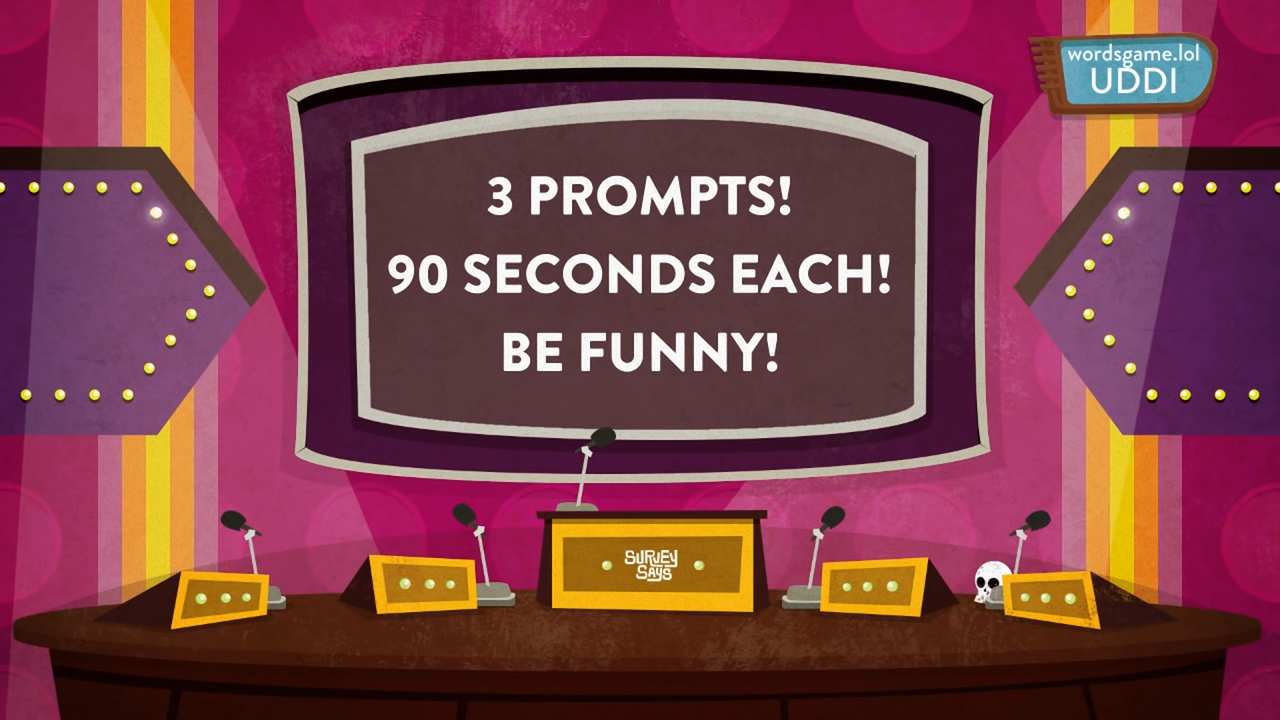 wordsgame.lol
UDDI
3 PROMPTS!
90 SECONDS EACH!
BE FUNNY!
SURVEY
SAYS